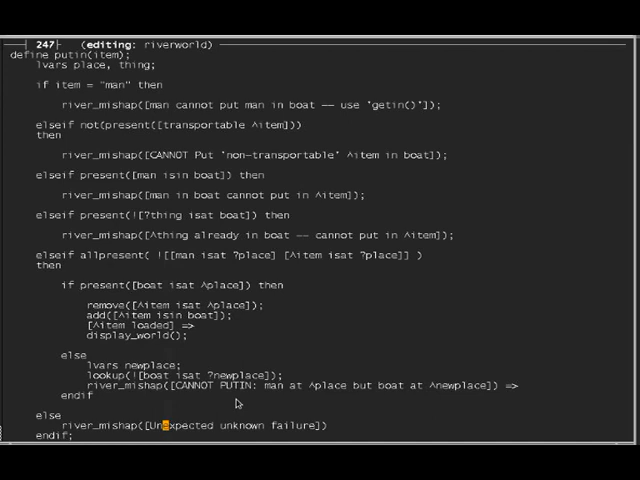 247 (editing: riverworld)
define putin(item);
lvars place, thing;
if item = "man" then
river_mishap([man cannot put man in boat -- use 'getin()']);
elseif not(present([transportable ^item]))
then
river_mishap([CANNOT Put 'non-transportable' ^item in boat]);
elseif present([man isin boat]) then
river_mishap([man in boat cannot put in ^item]);
elseif present(![?thing isat boat]) then
river_mishap([^thing already in boat -- cannot put in ^item]);
elseif allpresent( ![[man isat ?place] [^item isat ?place]] )
then
if present([boat isat ^place]) then
remove([^item isat ^place]);
add([^item isin boat]);
[^item loaded] =>
display_world();
else
lvars newplace;
lookup(![boat isat ?newplace]);
river_mishap([CANNOT PUTIN: man at ^place but boat at ^newplace]) =>
endif
else
river_mishap([Unexpected unknown failure])
endif;